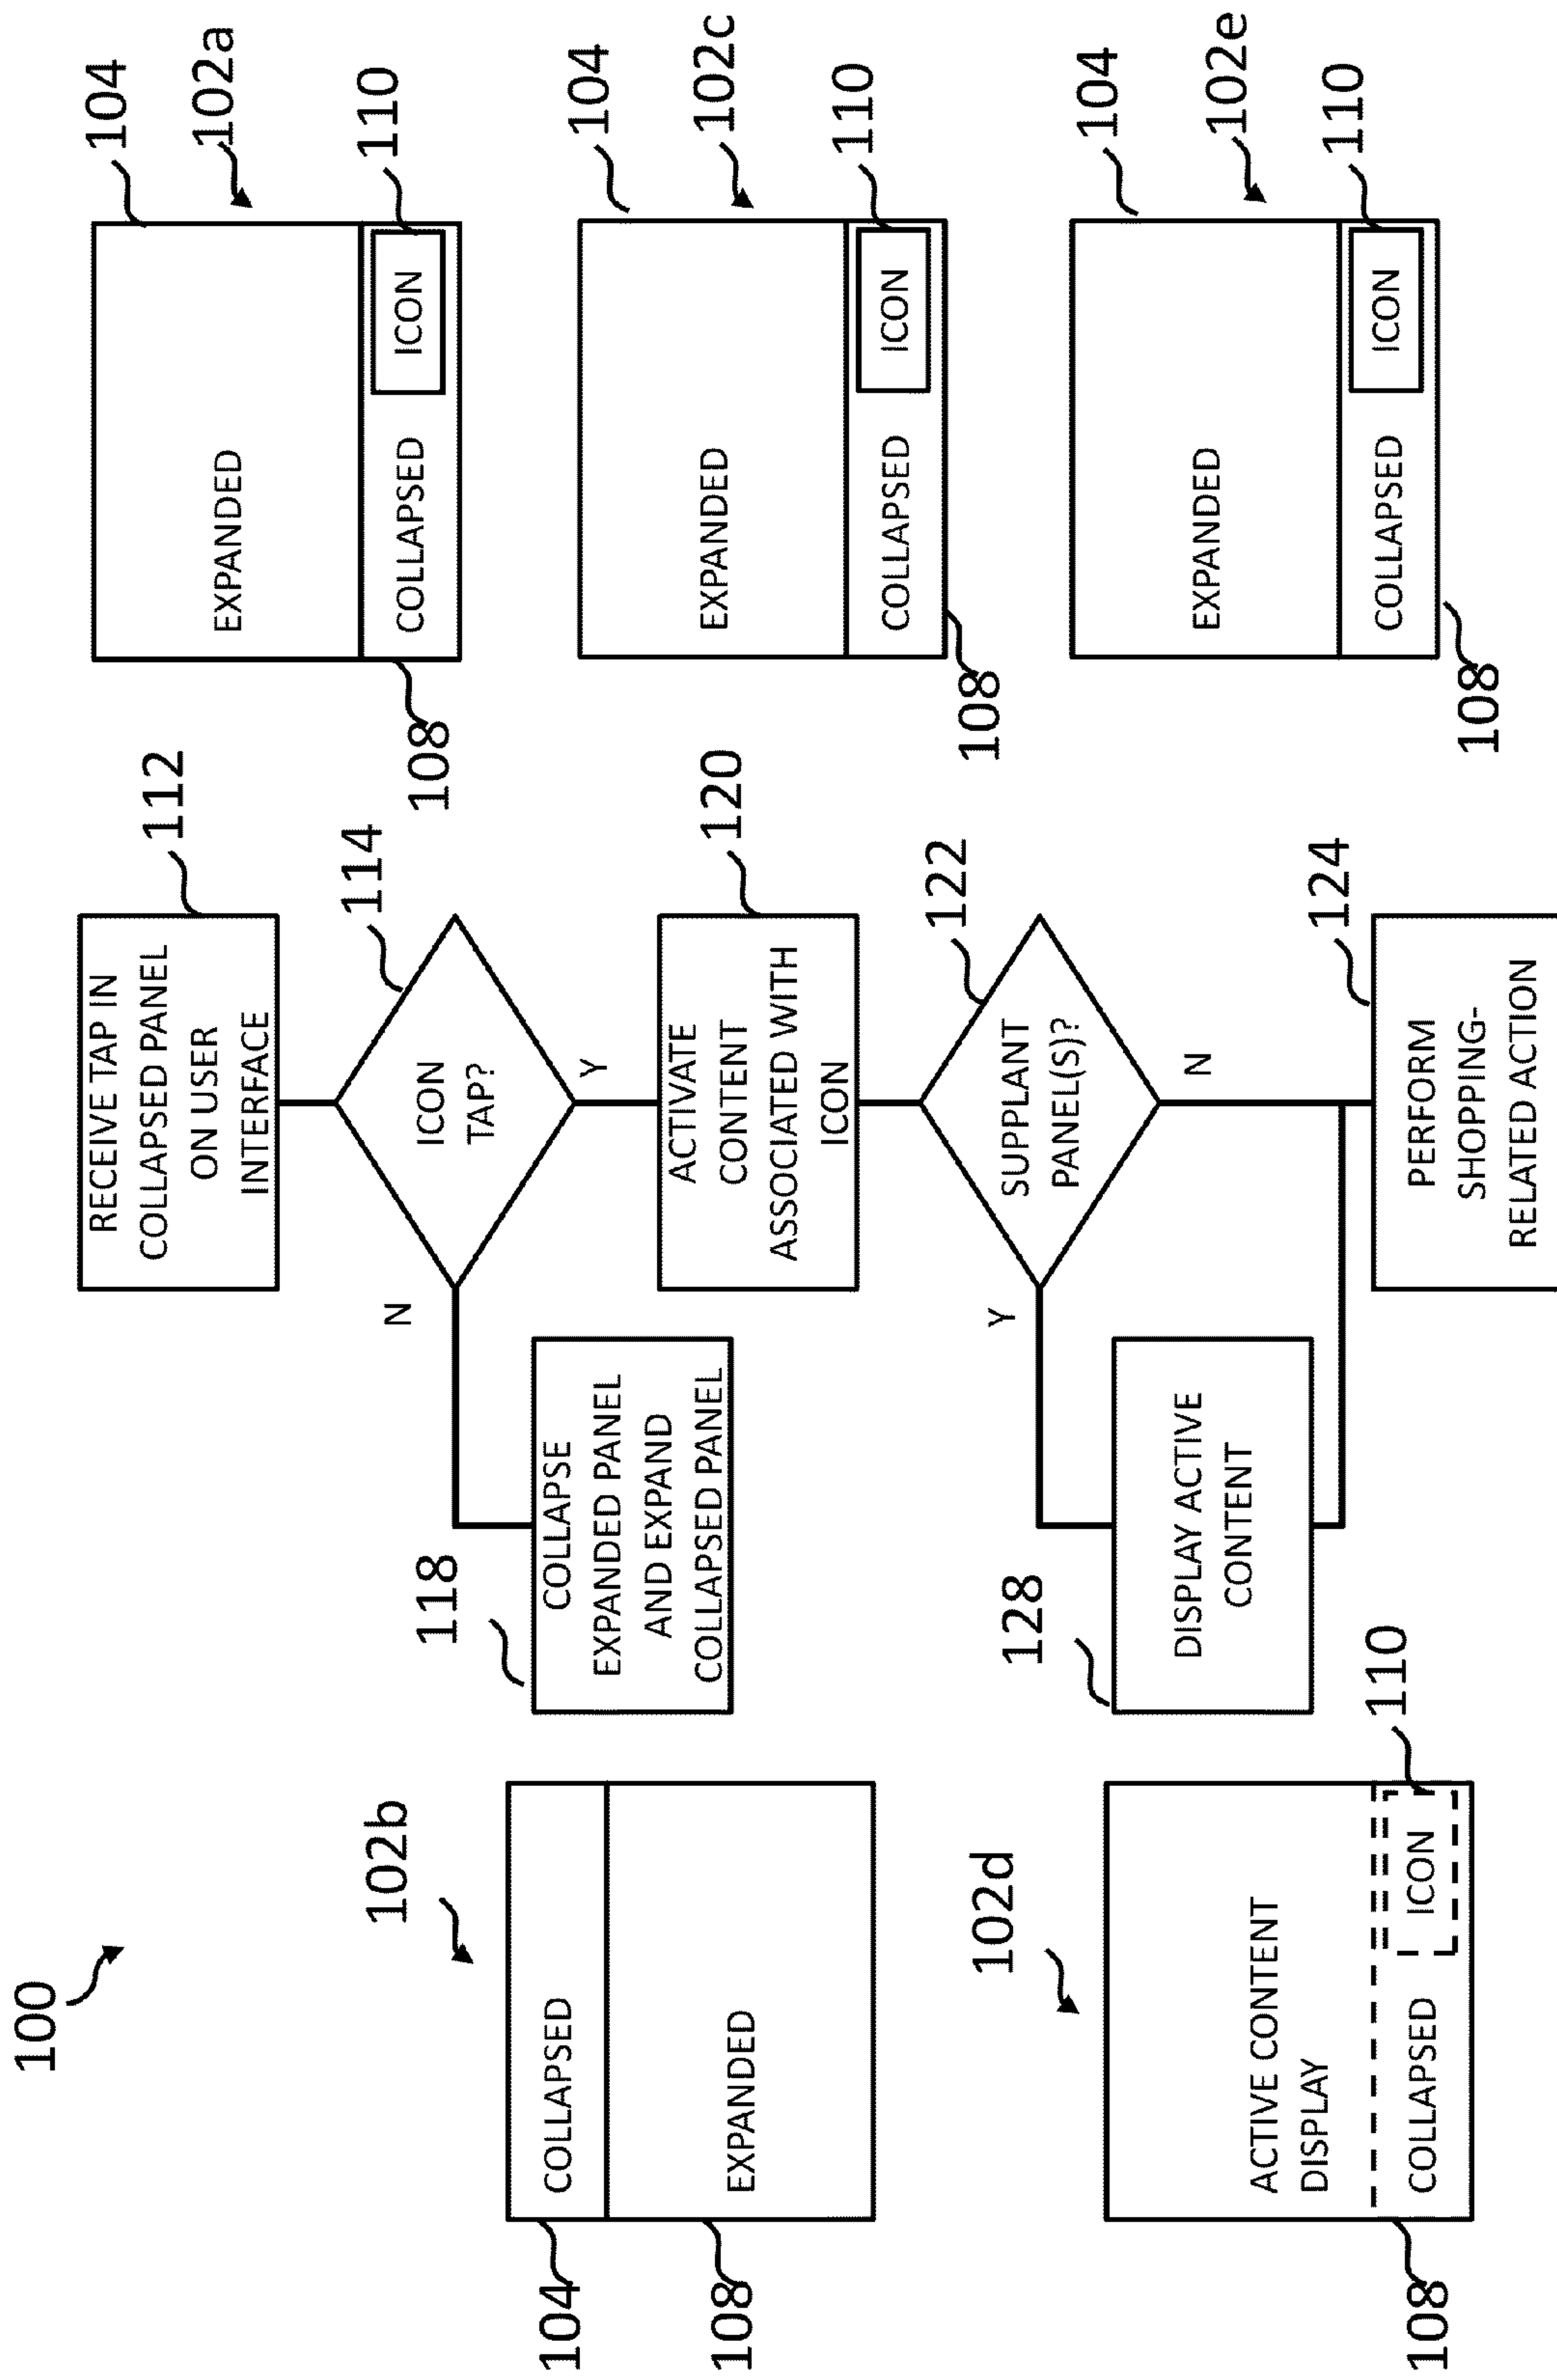 100
RECEIVE TAP IN
COLLAPSED PANEL
ON USER
INTERFACE
112
104
102a
EXPANDED
COLLAPSED
ICON
110
108
ICON
TAP?
114
N
Y
102b
COLLAPSED
EXPANDED
104
108
118
COLLAPSE
EXPANDED PANEL
AND EXPAND
COLLAPSED PANEL
ACTIVATE
CONTENT
ASSOCIATED WITH
ICON
120
104
102c
EXPANDED
COLLAPSED
ICON
110
108
SUPPLANT
PANEL(S)?
122
Y
N
102d
ACTIVE CONTENT
DISPLAY
COLLAPSED
ICON
110
108
128
DISPLAY ACTIVE
CONTENT
104
102e
EXPANDED
COLLAPSED
ICON
110
108
PERFORM
SHOPPING-
RELATED ACTION
124